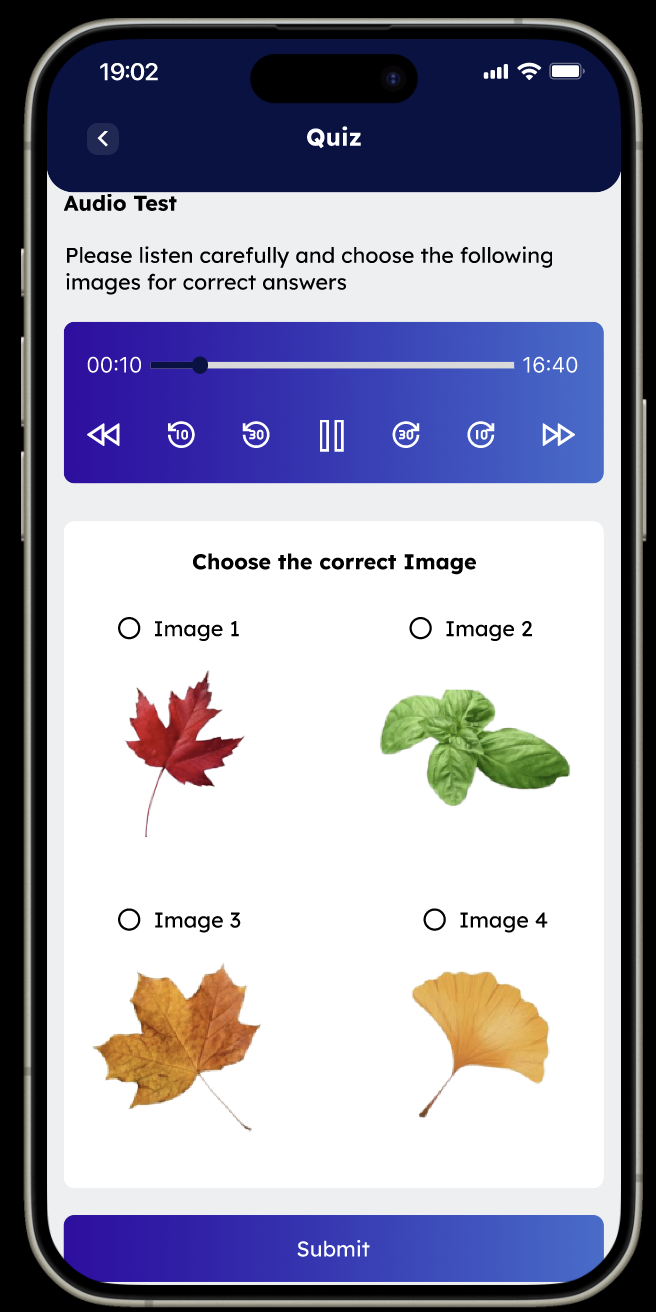 19:02
Quiz
Audio Test
Please listen carefully and choose the following
images for correct answers
00:10 16:40
10 30 30 10
Choose the correct Image
Image 1 Image 2
Image 3 Image 4
Submit